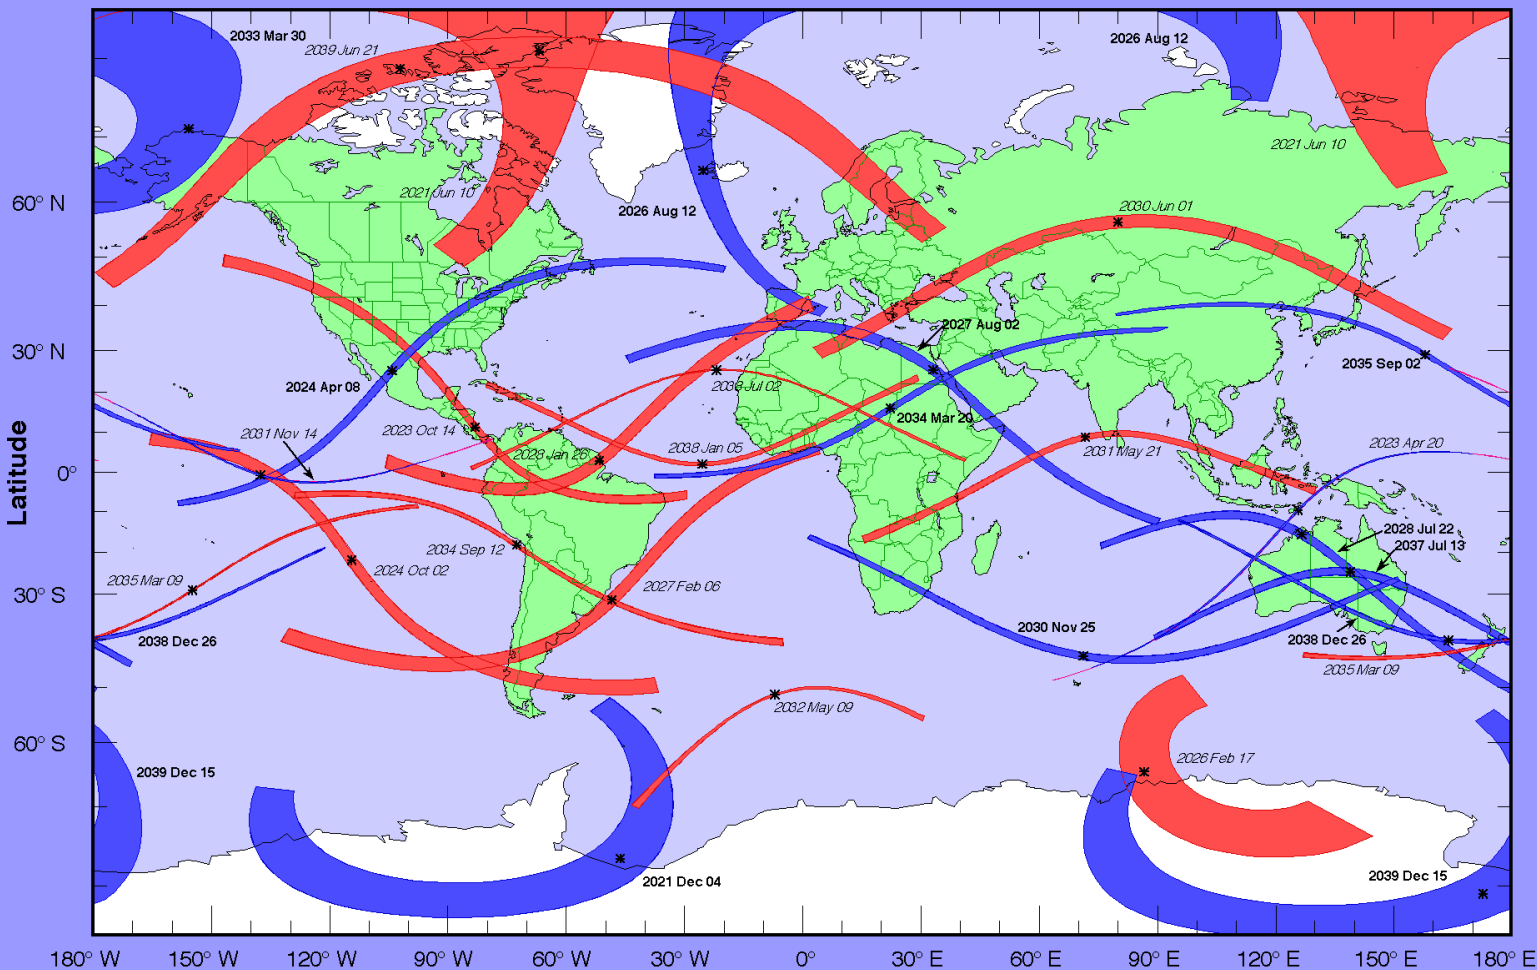 2033 Mar 30
2039 Jun 21
2026 Aug 12
2021 Jun 10
2021 Jun 10
60° N
2026 Aug 12
2030 Jun 01
2027 Aug 02
30° N
2035 Sep 02
2024 Apr 08
2038 Jul 02
2034 Mar 20
2023 Oct 14
2031 Nov 14
2038 Jan 05
2028 Jan 26
2031 May 21
2023 Apr 20
0°
Latitude
2028 Jul 22
2037 Jul 13
2034 Sep 12
2024 Oct 02
2035 Mar 09
2027 Feb 06
30° S
2030 Nov 25
2038 Dec 26
2038 Dec 26
2035 Mar 09
2032 May 09
60° S
2026 Feb 17
2039 Dec 15
2039 Dec 15
2021 Dec 04
180° W 150° W 120° W 90° W 60° W 30° W 0° 30° E 60° E 90° E 120° E 150° E 180° E